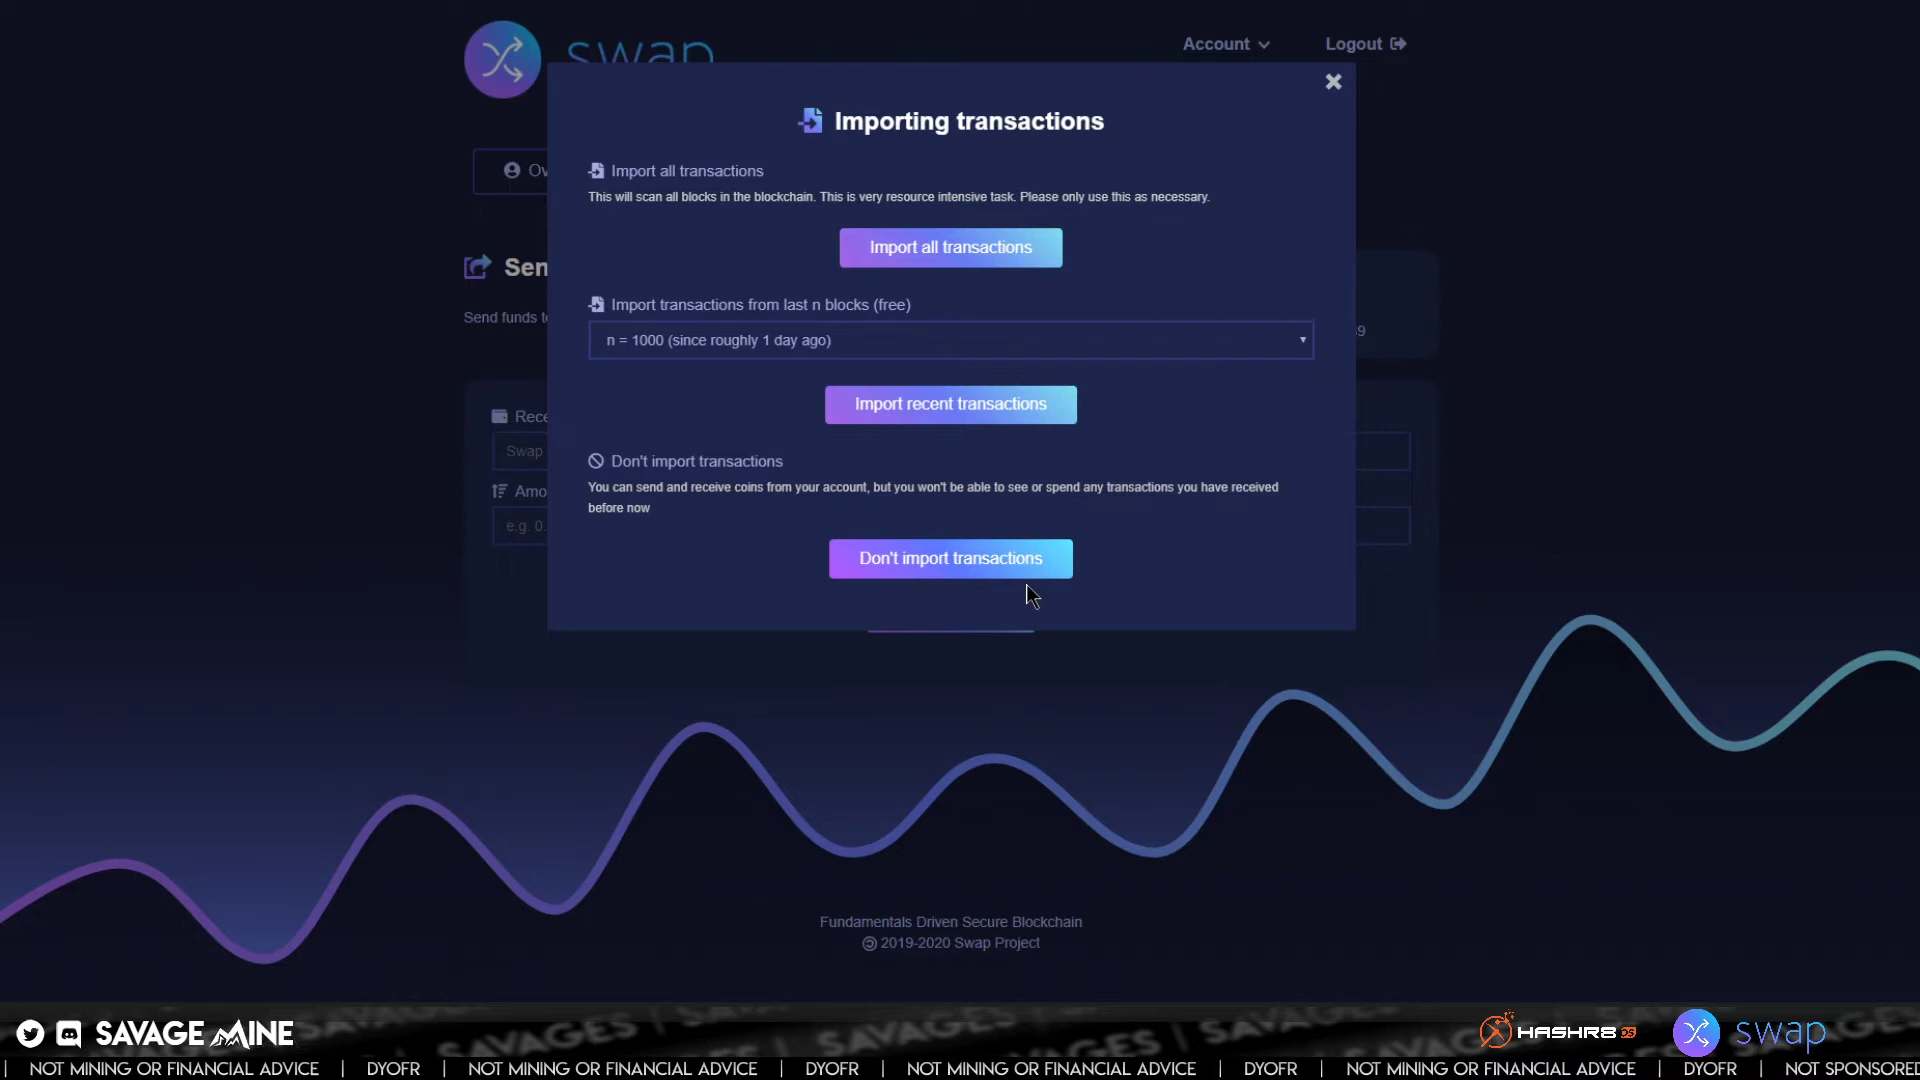 swap
Account
Logout
Importing transactions
Import all transactions
This will scan all blocks in the blockchain. This is very resource intensive task. Please only use this as necessary.
Import all transactions
Import transactions from last n blocks (free)
n = 1000 (since roughly 1 day ago)
Import recent transactions
Don't import transactions
You can send and receive coins from your account, but you won't be able to see or spend any transactions you have received
before now
Don't import transactions
Ov
Sen
Send funds t
9
Rece
Swap
Amo
e.g. 0.
Fundamentals Driven Secure Blockchain
2019-2020 Swap Project
SAVAGE MINE
SAVAGES | SAVAGES
HASHR8 OS
swap
| NOT MINING OR FINANCIAL ADVICE | DYOFR | NOT MINING OR FINANCIAL ADVICE | DYOFR | NOT MINING OR FINANCIAL ADVICE | DYOFR | NOT MINING OR FINANCIAL ADVICE | DYOFR | NOT SPONSORED